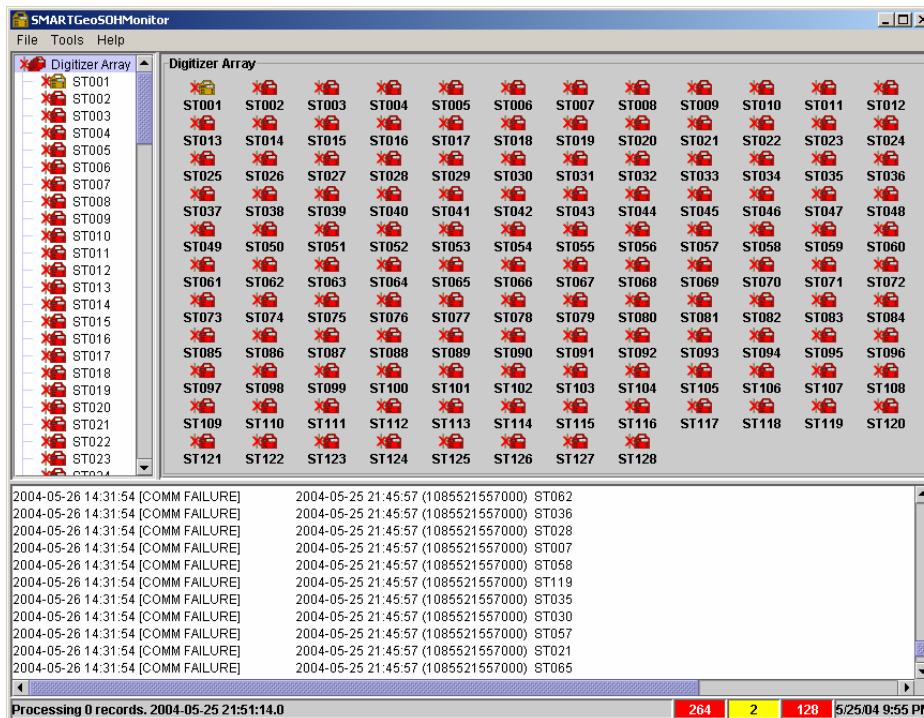 SMARTGeoSOHMonitor
File Tools Help
Digitizer Array
ST001
ST002
ST003
ST004
ST005
ST006
ST007
ST008
ST009
ST010
ST011
ST012
ST013
ST014
ST015
ST016
ST017
ST018
ST019
ST020
ST021
ST022
ST023
ST024
Digitizer Array
ST001 ST002 ST003 ST004 ST005 ST006 ST007 ST008 ST009 ST010 ST011 ST012
ST013 ST014 ST015 ST016 ST017 ST018 ST019 ST020 ST021 ST022 ST023 ST024
ST025 ST026 ST027 ST028 ST029 ST030 ST031 ST032 ST033 ST034 ST035 ST036
ST037 ST038 ST039 ST040 ST041 ST042 ST043 ST044 ST045 ST046 ST047 ST048
ST049 ST050 ST051 ST052 ST053 ST054 ST055 ST056 ST057 ST058 ST059 ST060
ST061 ST062 ST063 ST064 ST065 ST066 ST067 ST068 ST069 ST070 ST071 ST072
ST073 ST074 ST075 ST076 ST077 ST078 ST079 ST080 ST081 ST082 ST083 ST084
ST085 ST086 ST087 ST088 ST089 ST090 ST091 ST092 ST093 ST094 ST095 ST096
ST097 ST098 ST099 ST100 ST101 ST102 ST103 ST104 ST105 ST106 ST107 ST108
ST109 ST110 ST111 ST112 ST113 ST114 ST115 ST116 ST117 ST118 ST119 ST120
ST121 ST122 ST123 ST124 ST125 ST126 ST127 ST128
2004-05-26 14:31:54 [COMM FAILURE] 2004-05-25 21:45:57 (1085521557000) ST062
2004-05-26 14:31:54 [COMM FAILURE] 2004-05-25 21:45:57 (1085521557000) ST036
2004-05-26 14:31:54 [COMM FAILURE] 2004-05-25 21:45:57 (1085521557000) ST028
2004-05-26 14:31:54 [COMM FAILURE] 2004-05-25 21:45:57 (1085521557000) ST007
2004-05-26 14:31:54 [COMM FAILURE] 2004-05-25 21:45:57 (1085521557000) ST058
2004-05-26 14:31:54 [COMM FAILURE] 2004-05-25 21:45:57 (1085521557000) ST119
2004-05-26 14:31:54 [COMM FAILURE] 2004-05-25 21:45:57 (1085521557000) ST035
2004-05-26 14:31:54 [COMM FAILURE] 2004-05-25 21:45:57 (1085521557000) ST030
2004-05-26 14:31:54 [COMM FAILURE] 2004-05-25 21:45:57 (1085521557000) ST057
2004-05-26 14:31:54 [COMM FAILURE] 2004-05-25 21:45:57 (1085521557000) ST021
2004-05-26 14:31:54 [COMM FAILURE] 2004-05-25 21:45:57 (1085521557000) ST065
Processing 0 records. 2004-05-25 21:51:14.0 264 2 128 5/25/04 9:55 P